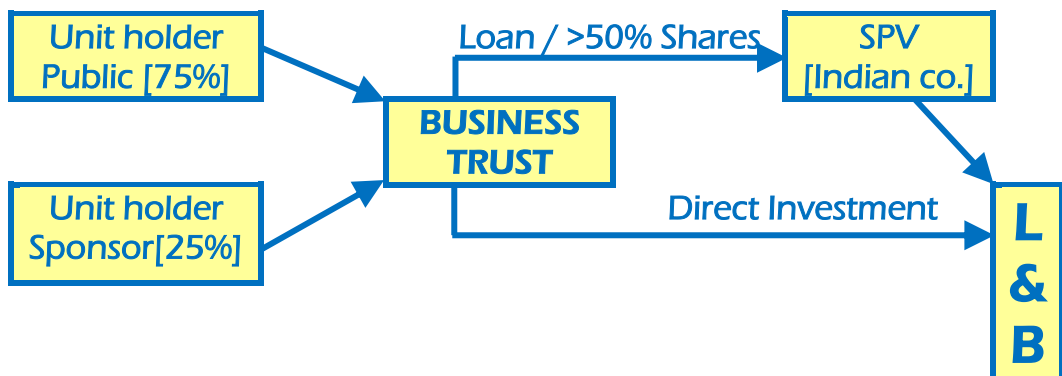 Unit holder
Public [75%]
Loan / >50% Shares
SPV
[Indian co.]
BUSINESS
TRUST
Unit holder
Sponsor[25%]
Direct Investment
L
&
B